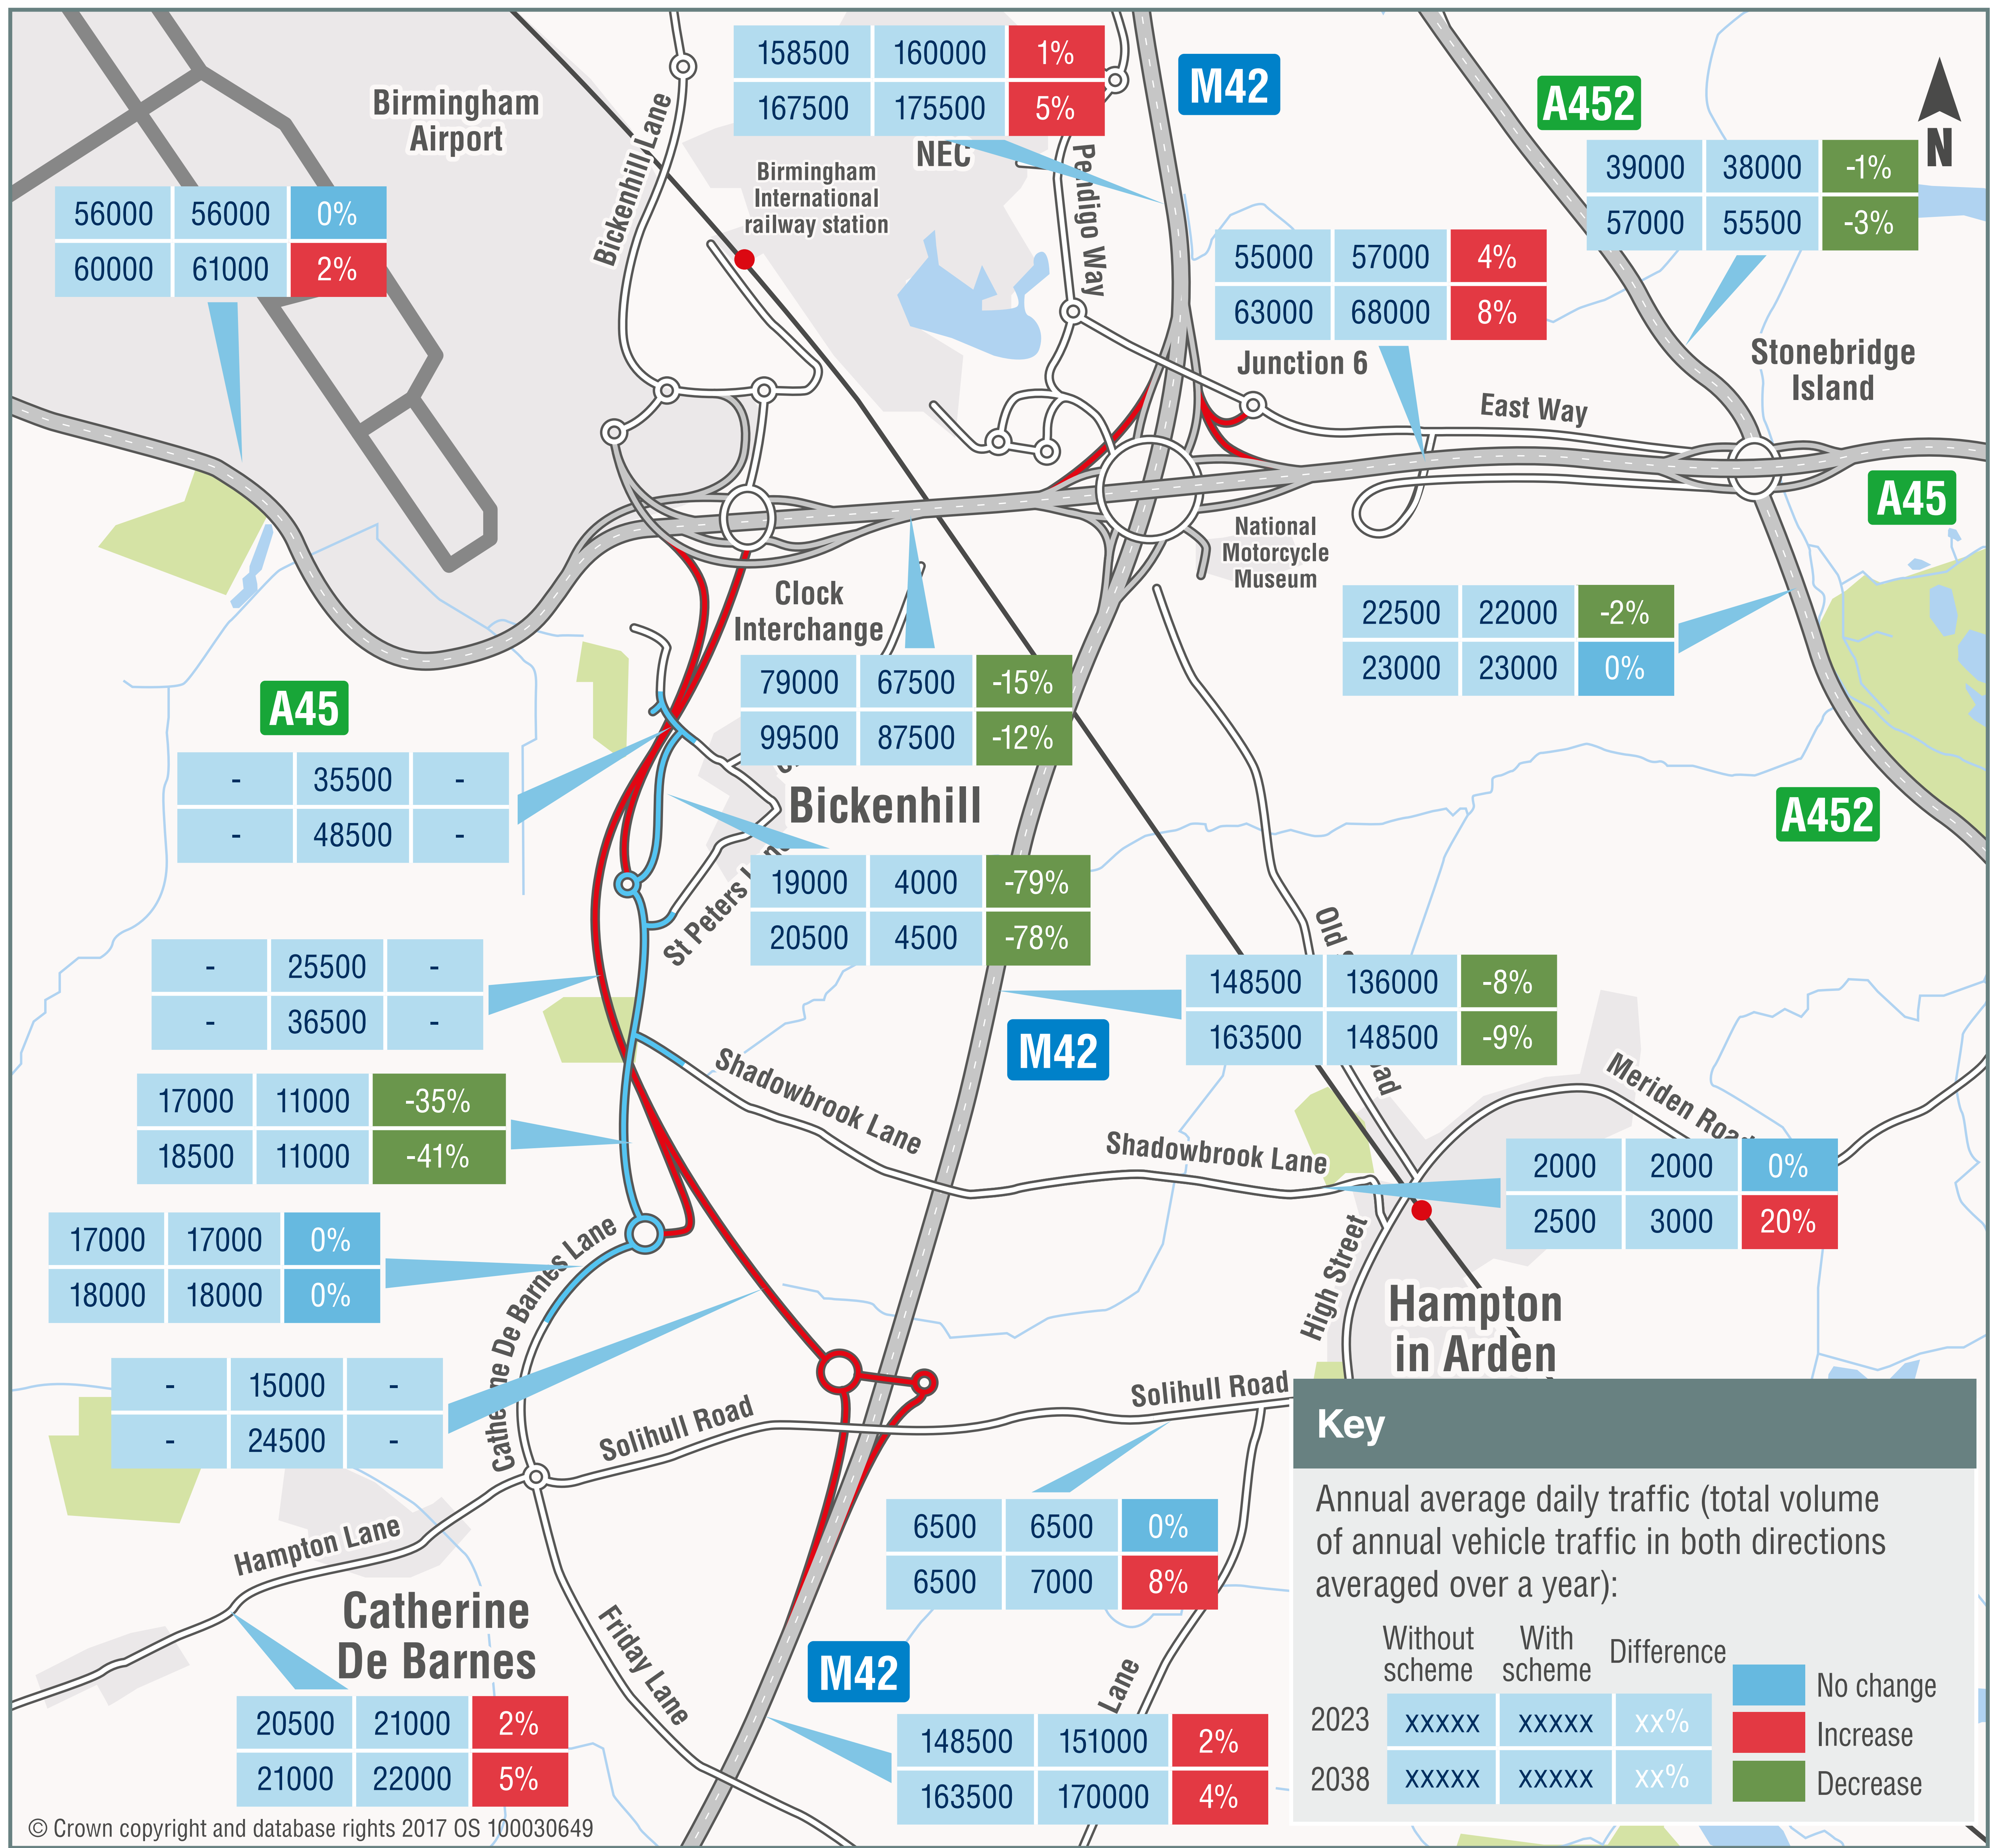 158500 160000 1%
167500 175500 5%
M42
A452
N
Birmingham
Airport
Bickenhill Lane
NEC
Pendigo Way
Birmingham
International
railway station
39000 38000 -1%
57000 55500 -3%
56000 56000 0%
60000 61000 2%
55000 57000 4%
63000 68000 8%
Junction 6
Stonebridge
Island
East Way
A45
National
Motorcycle
Museum
Clock
Interchange
22500 22000 -2%
23000 23000 0%
79000 67500 -15%
99500 87500 -12%
A45
- 35500 -
- 48500 -
Bickenhill
A452
St Peters
19000 4000 -79%
20500 4500 -78%
Old
- 25500 -
- 36500 -
148500 136000 -8%
163500 148500 -9%
M42
Shadowbrook Lane
Meriden Road
17000 11000 -35%
18500 11000 -41%
Shadowbrook Lane
2000 2000 0%
2500 3000 20%
17000 17000 0%
18000 18000 0%
Catherine De Barnes Lane
High Street
Hampton
in Arden
- 15000 -
- 24500 -
Solihull Road
Solihull Road
Hampton Lane
6500 6500 0%
6500 7000 8%
Catherine
De Barnes
Friday Lane
M42
Lane
20500 21000 2%
21000 22000 5%
148500 151000 2%
163500 170000 4%
Key
Annual average daily traffic (total volume
of annual vehicle traffic in both directions
averaged over a year):
Without With Difference
scheme scheme
2023 xxxxx xxxxx xx%
2038 xxxxx xxxxx xx%
No change
Increase
Decrease
© Crown copyright and database rights 2017 OS 100030649